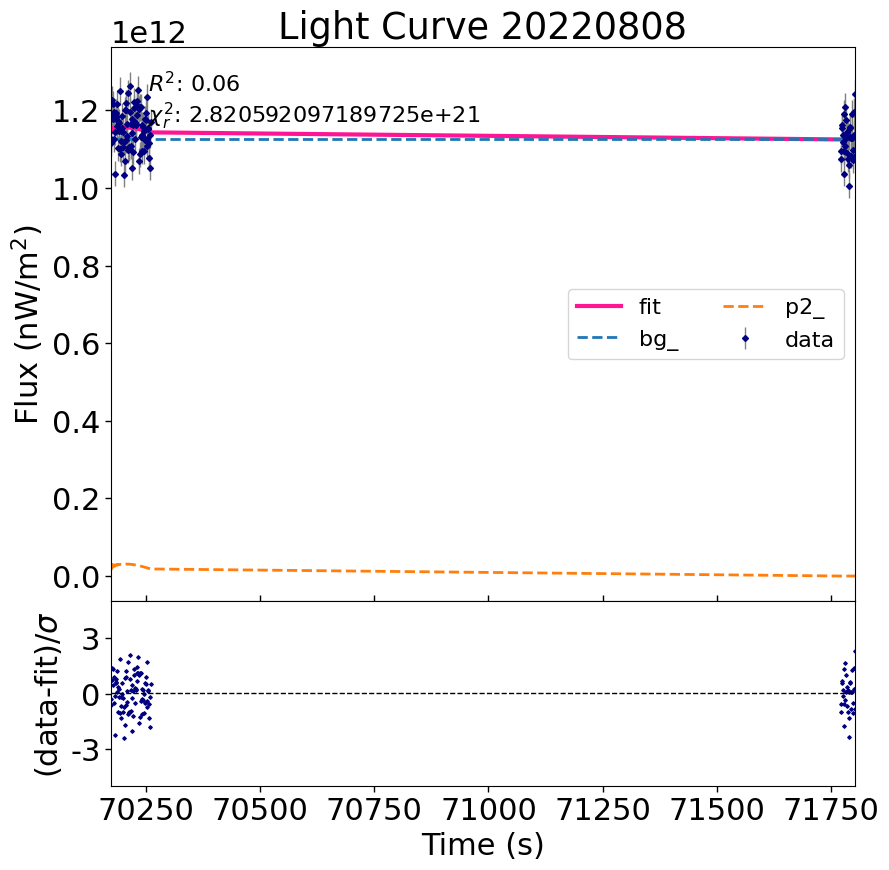 Light Curve 20220808
1e12
R²: 0.06
χ²ᵣ: 2.820592097189725e+21
1.2
1.0
0.8
0.6
0.4
0.2
0.0
Flux (nW/m²)
fit
bg_
p2_
data
3
0
-3
(data-fit)/σ
70250 70500 70750 71000 71250 71500 71750
Time (s)